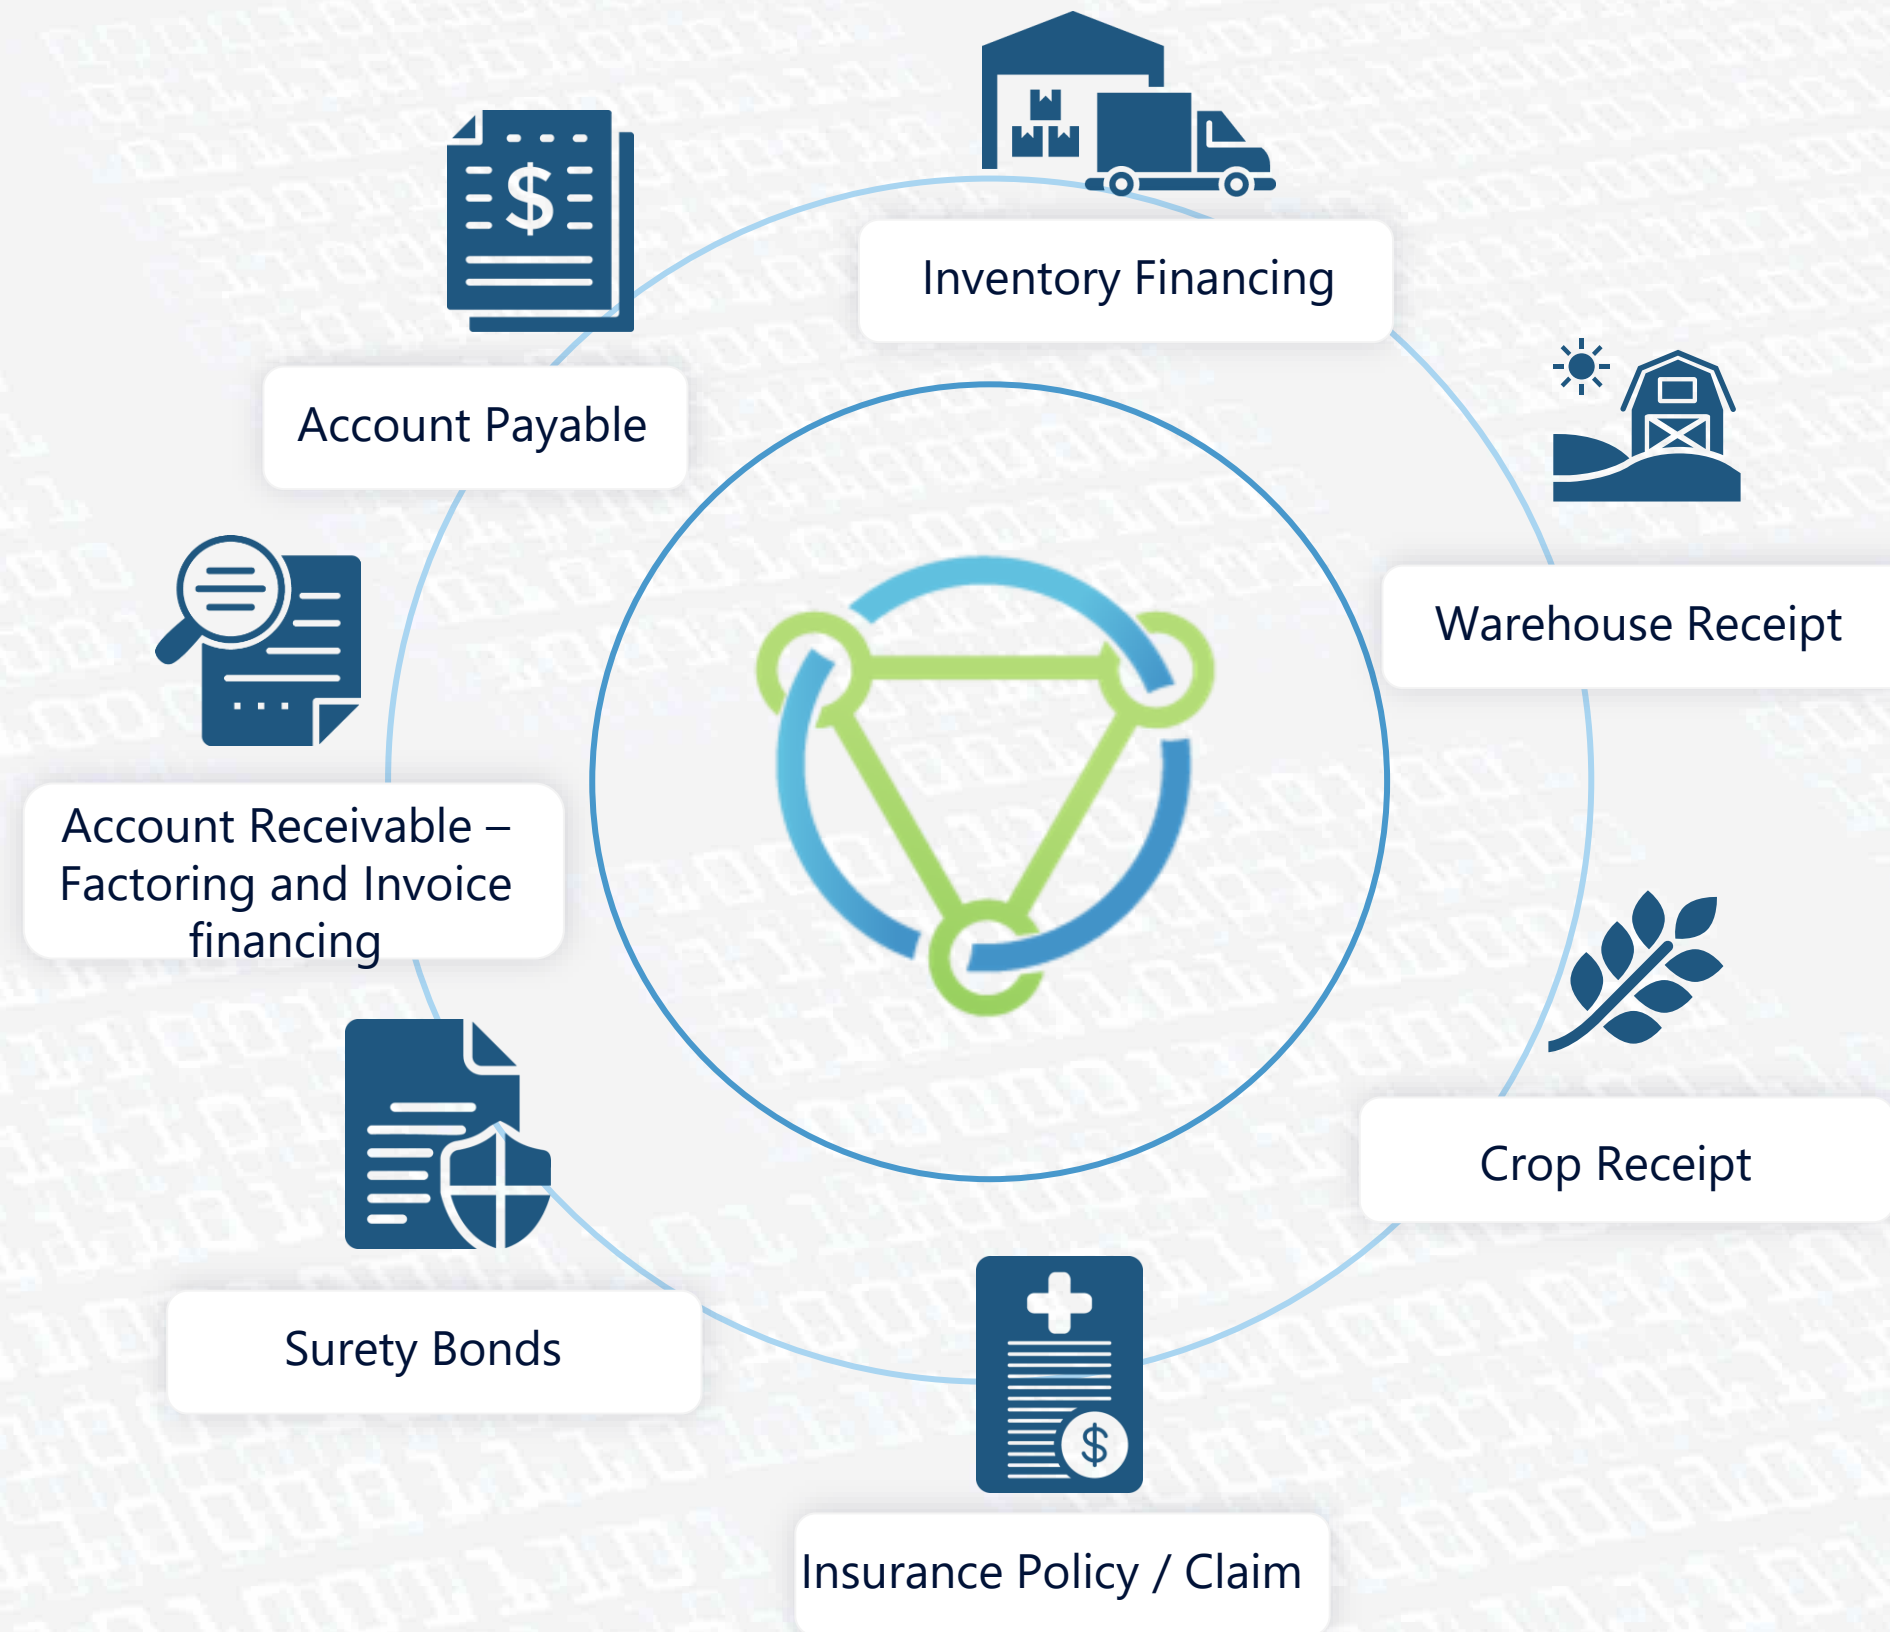 Inventory Financing
Account Payable
Warehouse Receipt
Account Receivable –
Factoring and Invoice
financing
Crop Receipt
Surety Bonds
Insurance Policy / Claim